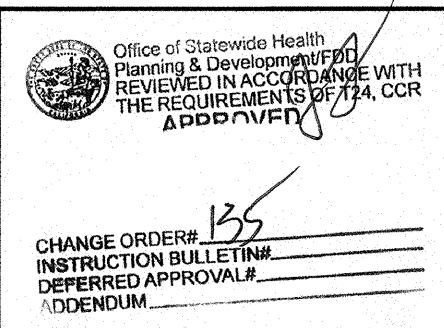 Office of Statewide Health
Planning & Development/FDD
REVIEWED IN ACCORDANCE WITH
THE REQUIREMENTS OF T24, CCR
APPROVED
CHANGE ORDER# 135
INSTRUCTION BULLETIN#
DEFERRED APPROVAL#
ADDENDUM